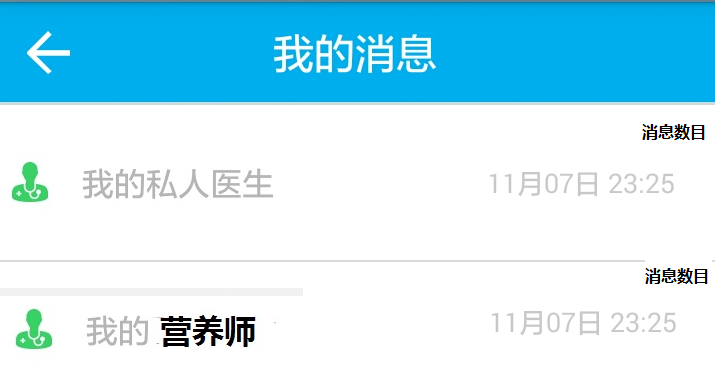 我的消息
消息数目
我的私人医生 11月07日 23:25
消息数目
我的 营养师 11月07日 23:25